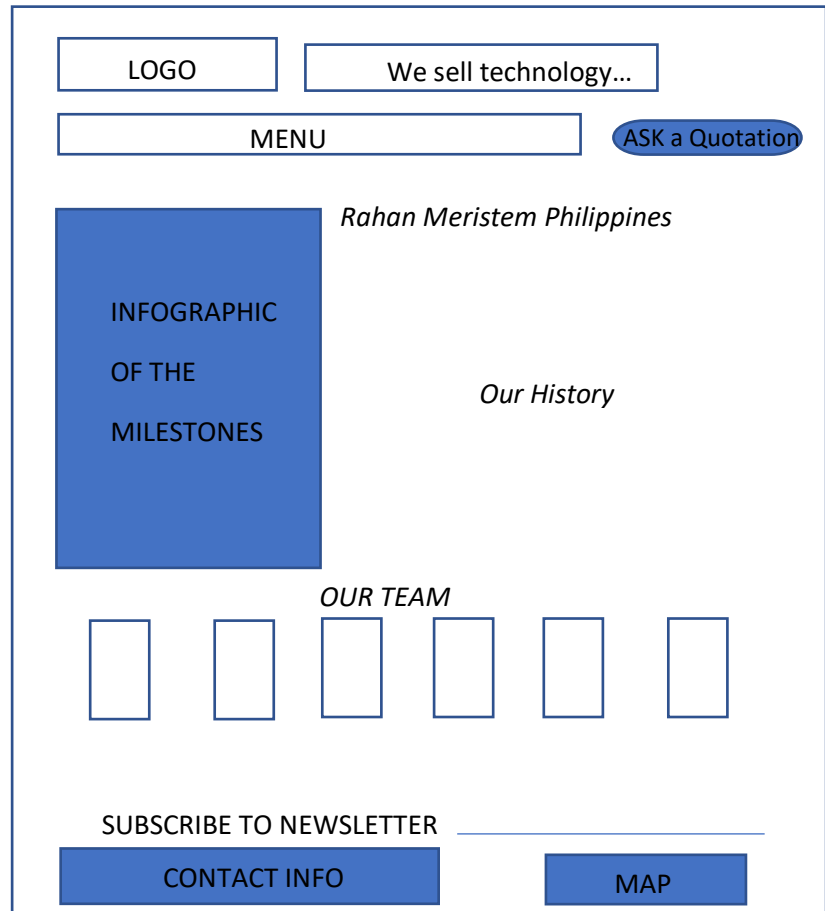 LOGO
We sell technology…
MENU
ASK a Quotation
Rahan Meristem Philippines
INFOGRAPHIC
OF THE
MILESTONES
Our History
OUR TEAM
SUBSCRIBE TO NEWSLETTER
CONTACT INFO
MAP